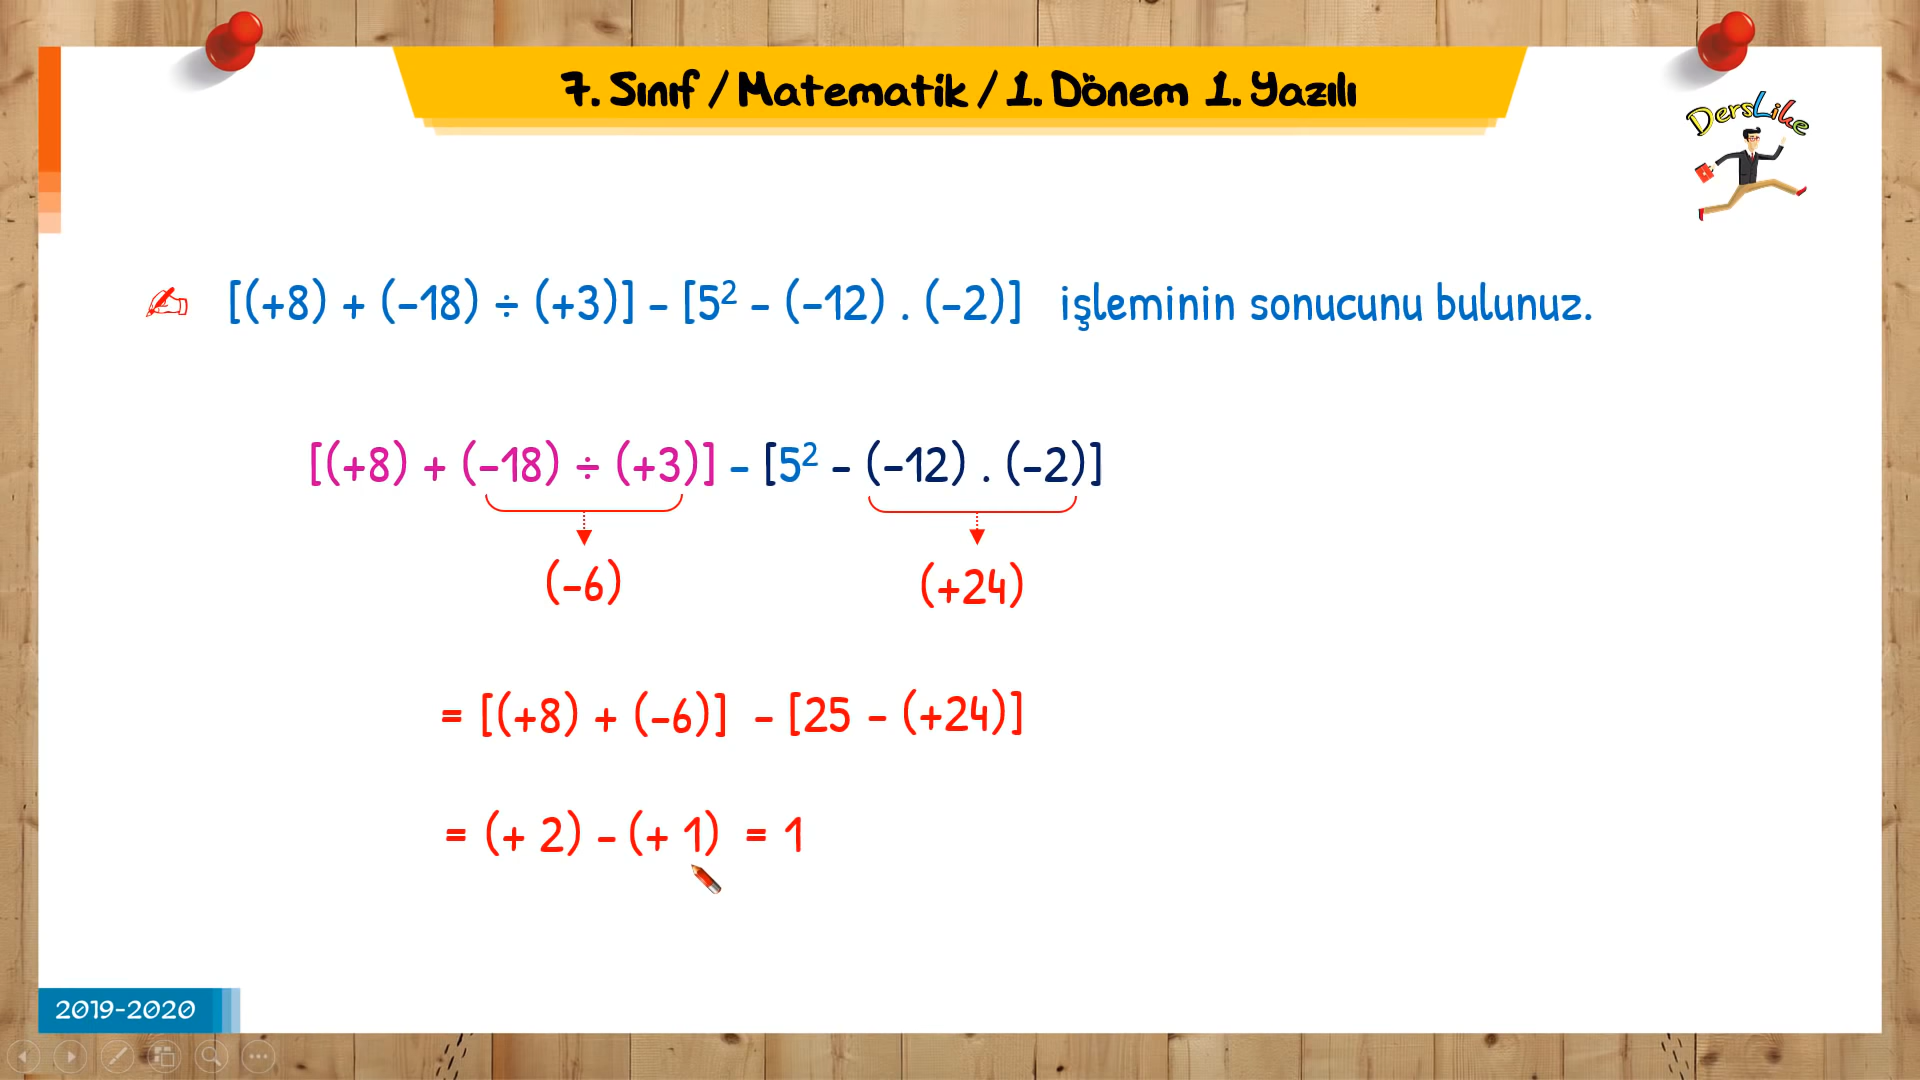 7. Sınıf / Matematik / 1. Dönem 1. Yazılı
DersLike
[(+8) + (-18) ÷ (+3)] - [5² - (-12) . (-2)] işleminin sonucunu bulunuz.
[(+8) + (-18) ÷ (+3)] - [5² - (-12) . (-2)]
(-6) (+24)
= [(+8) + (-6)] - [25 - (+24)]
= (+ 2) - (+ 1) = 1
2019-2020